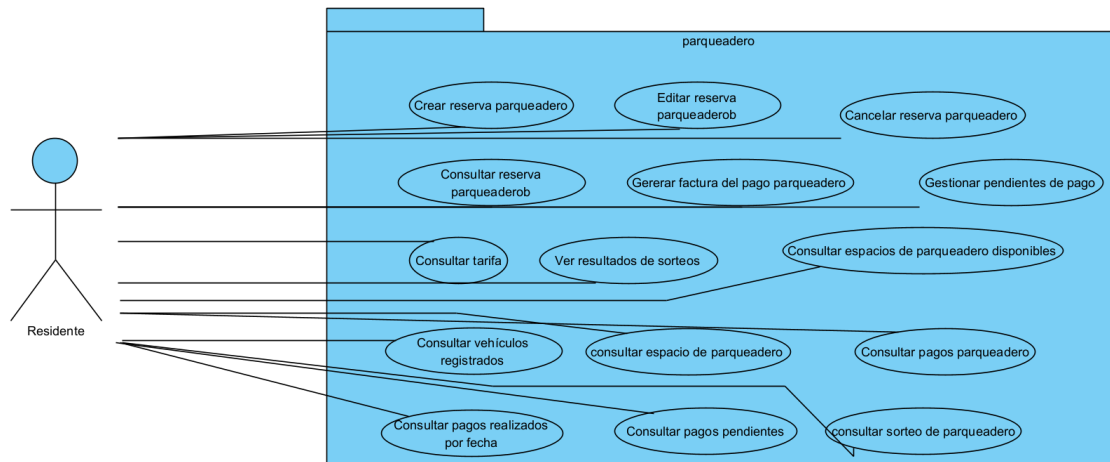 parqueadero
Crear reserva parqueadero
Editar reserva
parqueaderob
Cancelar reserva parqueadero
Consultar reserva
parqueaderob
Gererar factura del pago parqueadero
Gestionar pendientes de pago
Consultar tarifa
Ver resultados de sorteos
Consultar espacios de parqueadero disponibles
Residente
Consultar vehículos
registrados
consultar espacio de parqueadero
Consultar pagos parqueadero
Consultar pagos realizados
por fecha
Consultar pagos pendientes
consultar sorteo de parqueadero